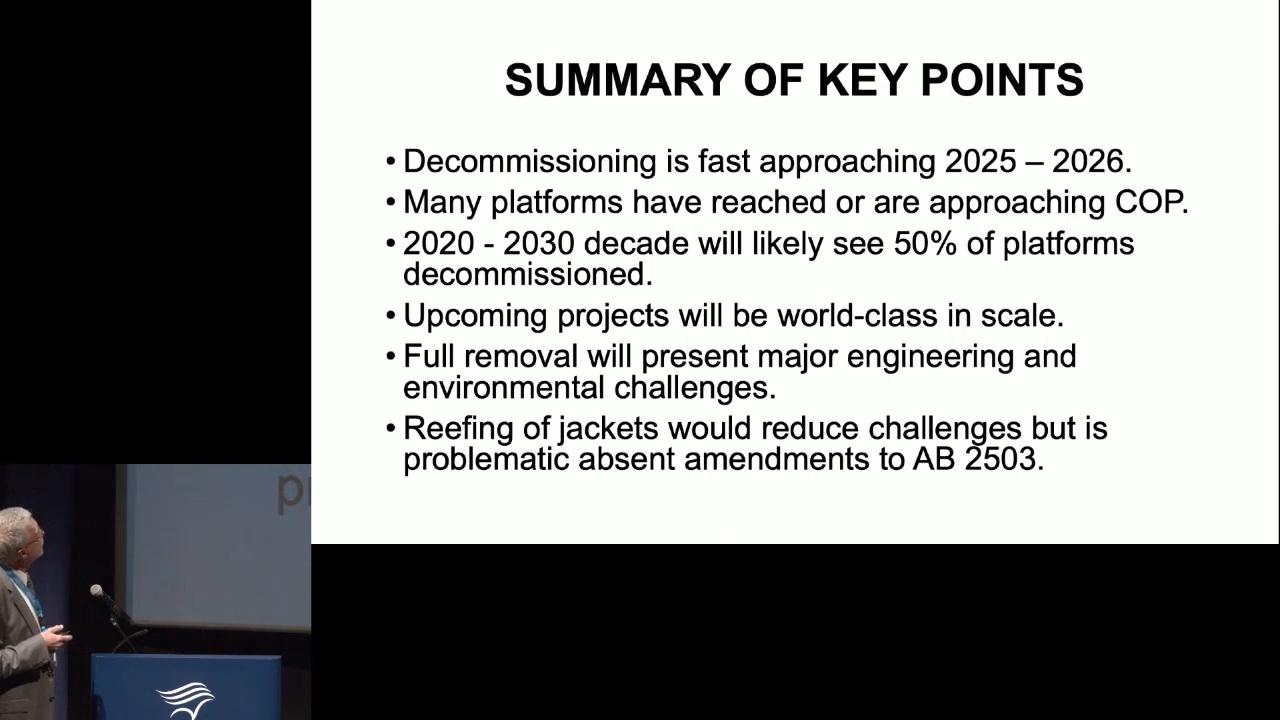 SUMMARY OF KEY POINTS
• Decommissioning is fast approaching 2025 – 2026.
• Many platforms have reached or are approaching COP.
• 2020 - 2030 decade will likely see 50% of platforms
decommissioned.
• Upcoming projects will be world-class in scale.
• Full removal will present major engineering and
environmental challenges.
• Reefing of jackets would reduce challenges but is
problematic absent amendments to AB 2503.